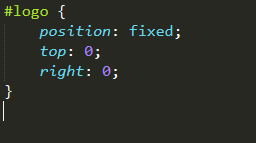 #logo {
    position: fixed;
    top: 0;
    right: 0;
}